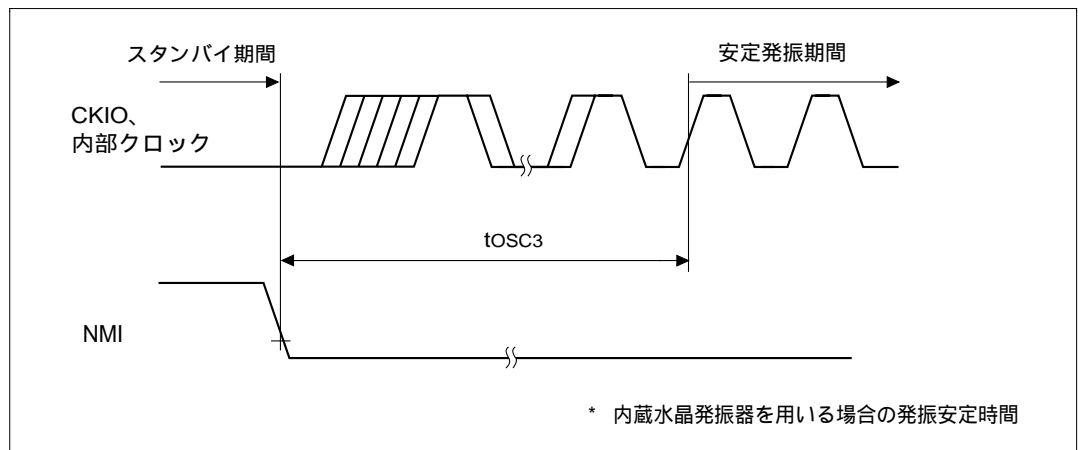 スタンバイ期間
安定発振期間
CKIO、
内部クロック
tOSC3
NMI
* 内蔵水晶発振器を用いる場合の発振安定時間